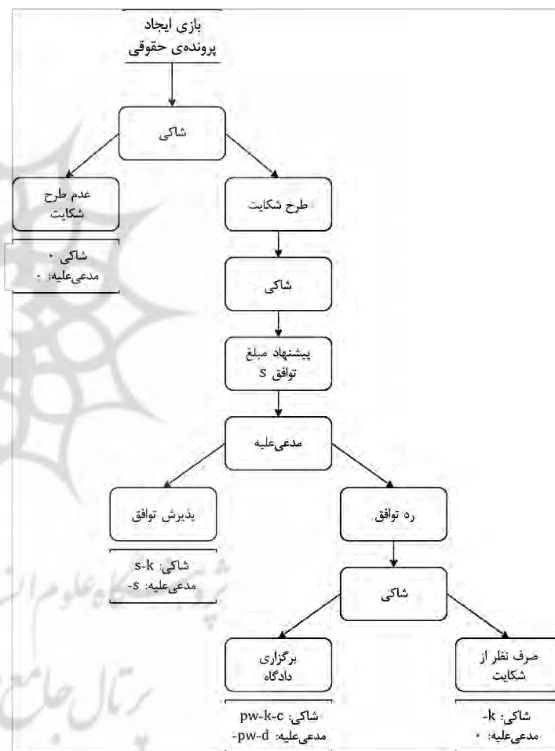 بازی ایجاد
پرونده‌ی حقوقی
شاکی
عدم طرح
شکایت
طرح شکایت
شاکی ۰
مدعی‌علیه: ۰
شاکی
پیشنهاد مبلغ
توافق s
مدعی‌علیه
پذیرش توافق
رد توافق
شاکی: s-k
مدعی‌علیه: s-
شاکی
برگزاری
دادگاه
صرف نظر از
شکایت
شاکی: pw-k-c
مدعی‌علیه: pw-d-
شاکی: k-
مدعی‌علیه: ۰
پرتال جامع